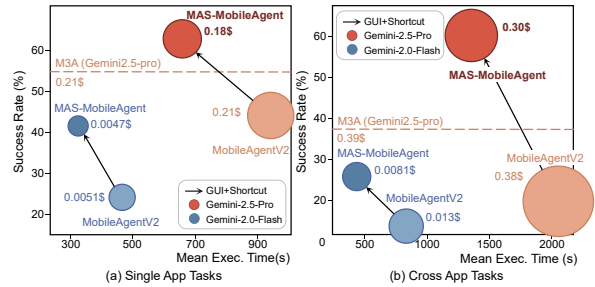 MAS-MobileAgent
0.18$
M3A (Gemini2.5-pro)
0.21$
MAS-MobileAgent
0.0047$
0.21$
MobileAgentV2
0.0051$
MobileAgentV2
GUI+Shortcut
Gemini-2.5-Pro
Gemini-2.0-Flash
Success Rate (%)
60
50
40
30
20
300
500
700
900
Mean Exec. Time(s)
(a) Single App Tasks
GUI+Shortcut
Gemini-2.5-Pro
Gemini-2.0-Flash
0.30$
MAS-MobileAgent
M3A (Gemini2.5-pro)
0.39$
MAS-MobileAgent
0.0081$
MobileAgentV2
0.013$
MobileAgentV2
0.38$
Success Rate (%)
60
50
40
30
20
0
500
1000
1500
2000
Mean Exec. Time(s)
(b) Cross App Tasks